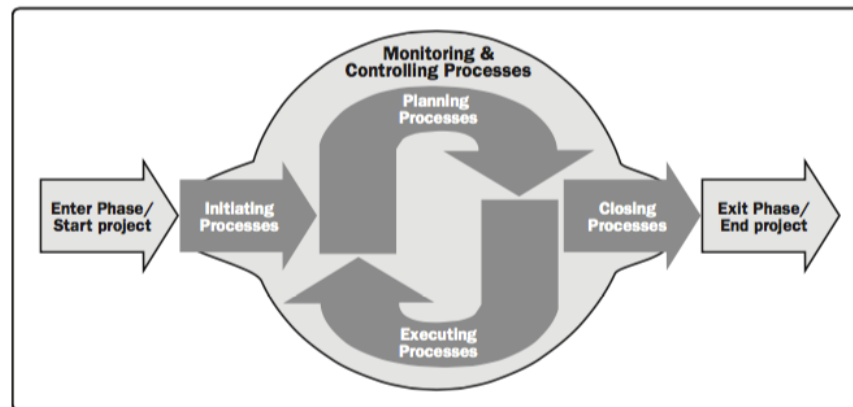 Monitoring &
Controlling Processes
Planning
Processes
Enter Phase/
Start project
Initiating
Processes
Closing
Processes
Exit Phase/
End project
Executing
Processes